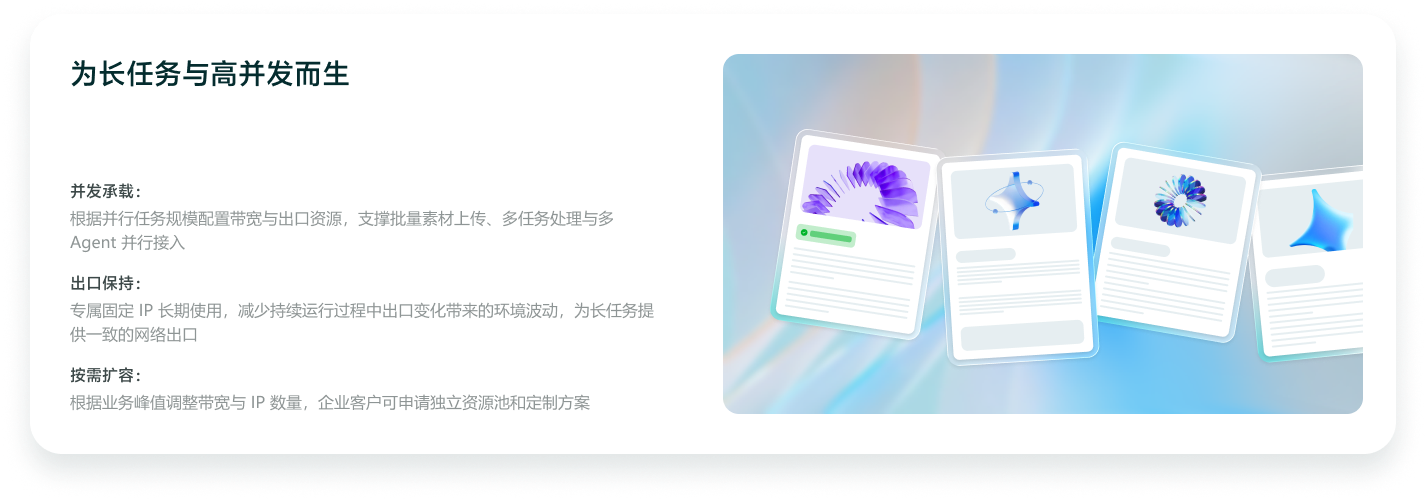 为长任务与高并发而生
并发承载：
根据并行任务规模配置带宽与出口资源，支撑批量素材上传、多任务处理与多
Agent 并行接入
出口保持：
专属固定 IP 长期使用，减少持续运行过程中出口变化带来的环境波动，为长任务提
供一致的网络出口
按需扩容：
根据业务峰值调整带宽与 IP 数量，企业客户可申请独立资源池和定制方案